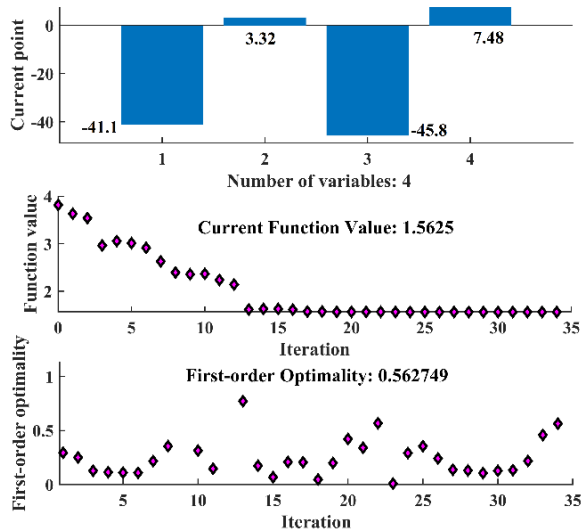 0
-20
-40
Current point
-41.1
3.32
-45.8
7.48
1 2 3 4
Number of variables: 4
4
3
2
Function value
Current Function Value: 1.5625
0 5 10 15 20 25 30 35
Iteration
1
0.5
0
First-order optimality
First-order Optimality: 0.562749
5 10 15 20 25 30 35
Iteration